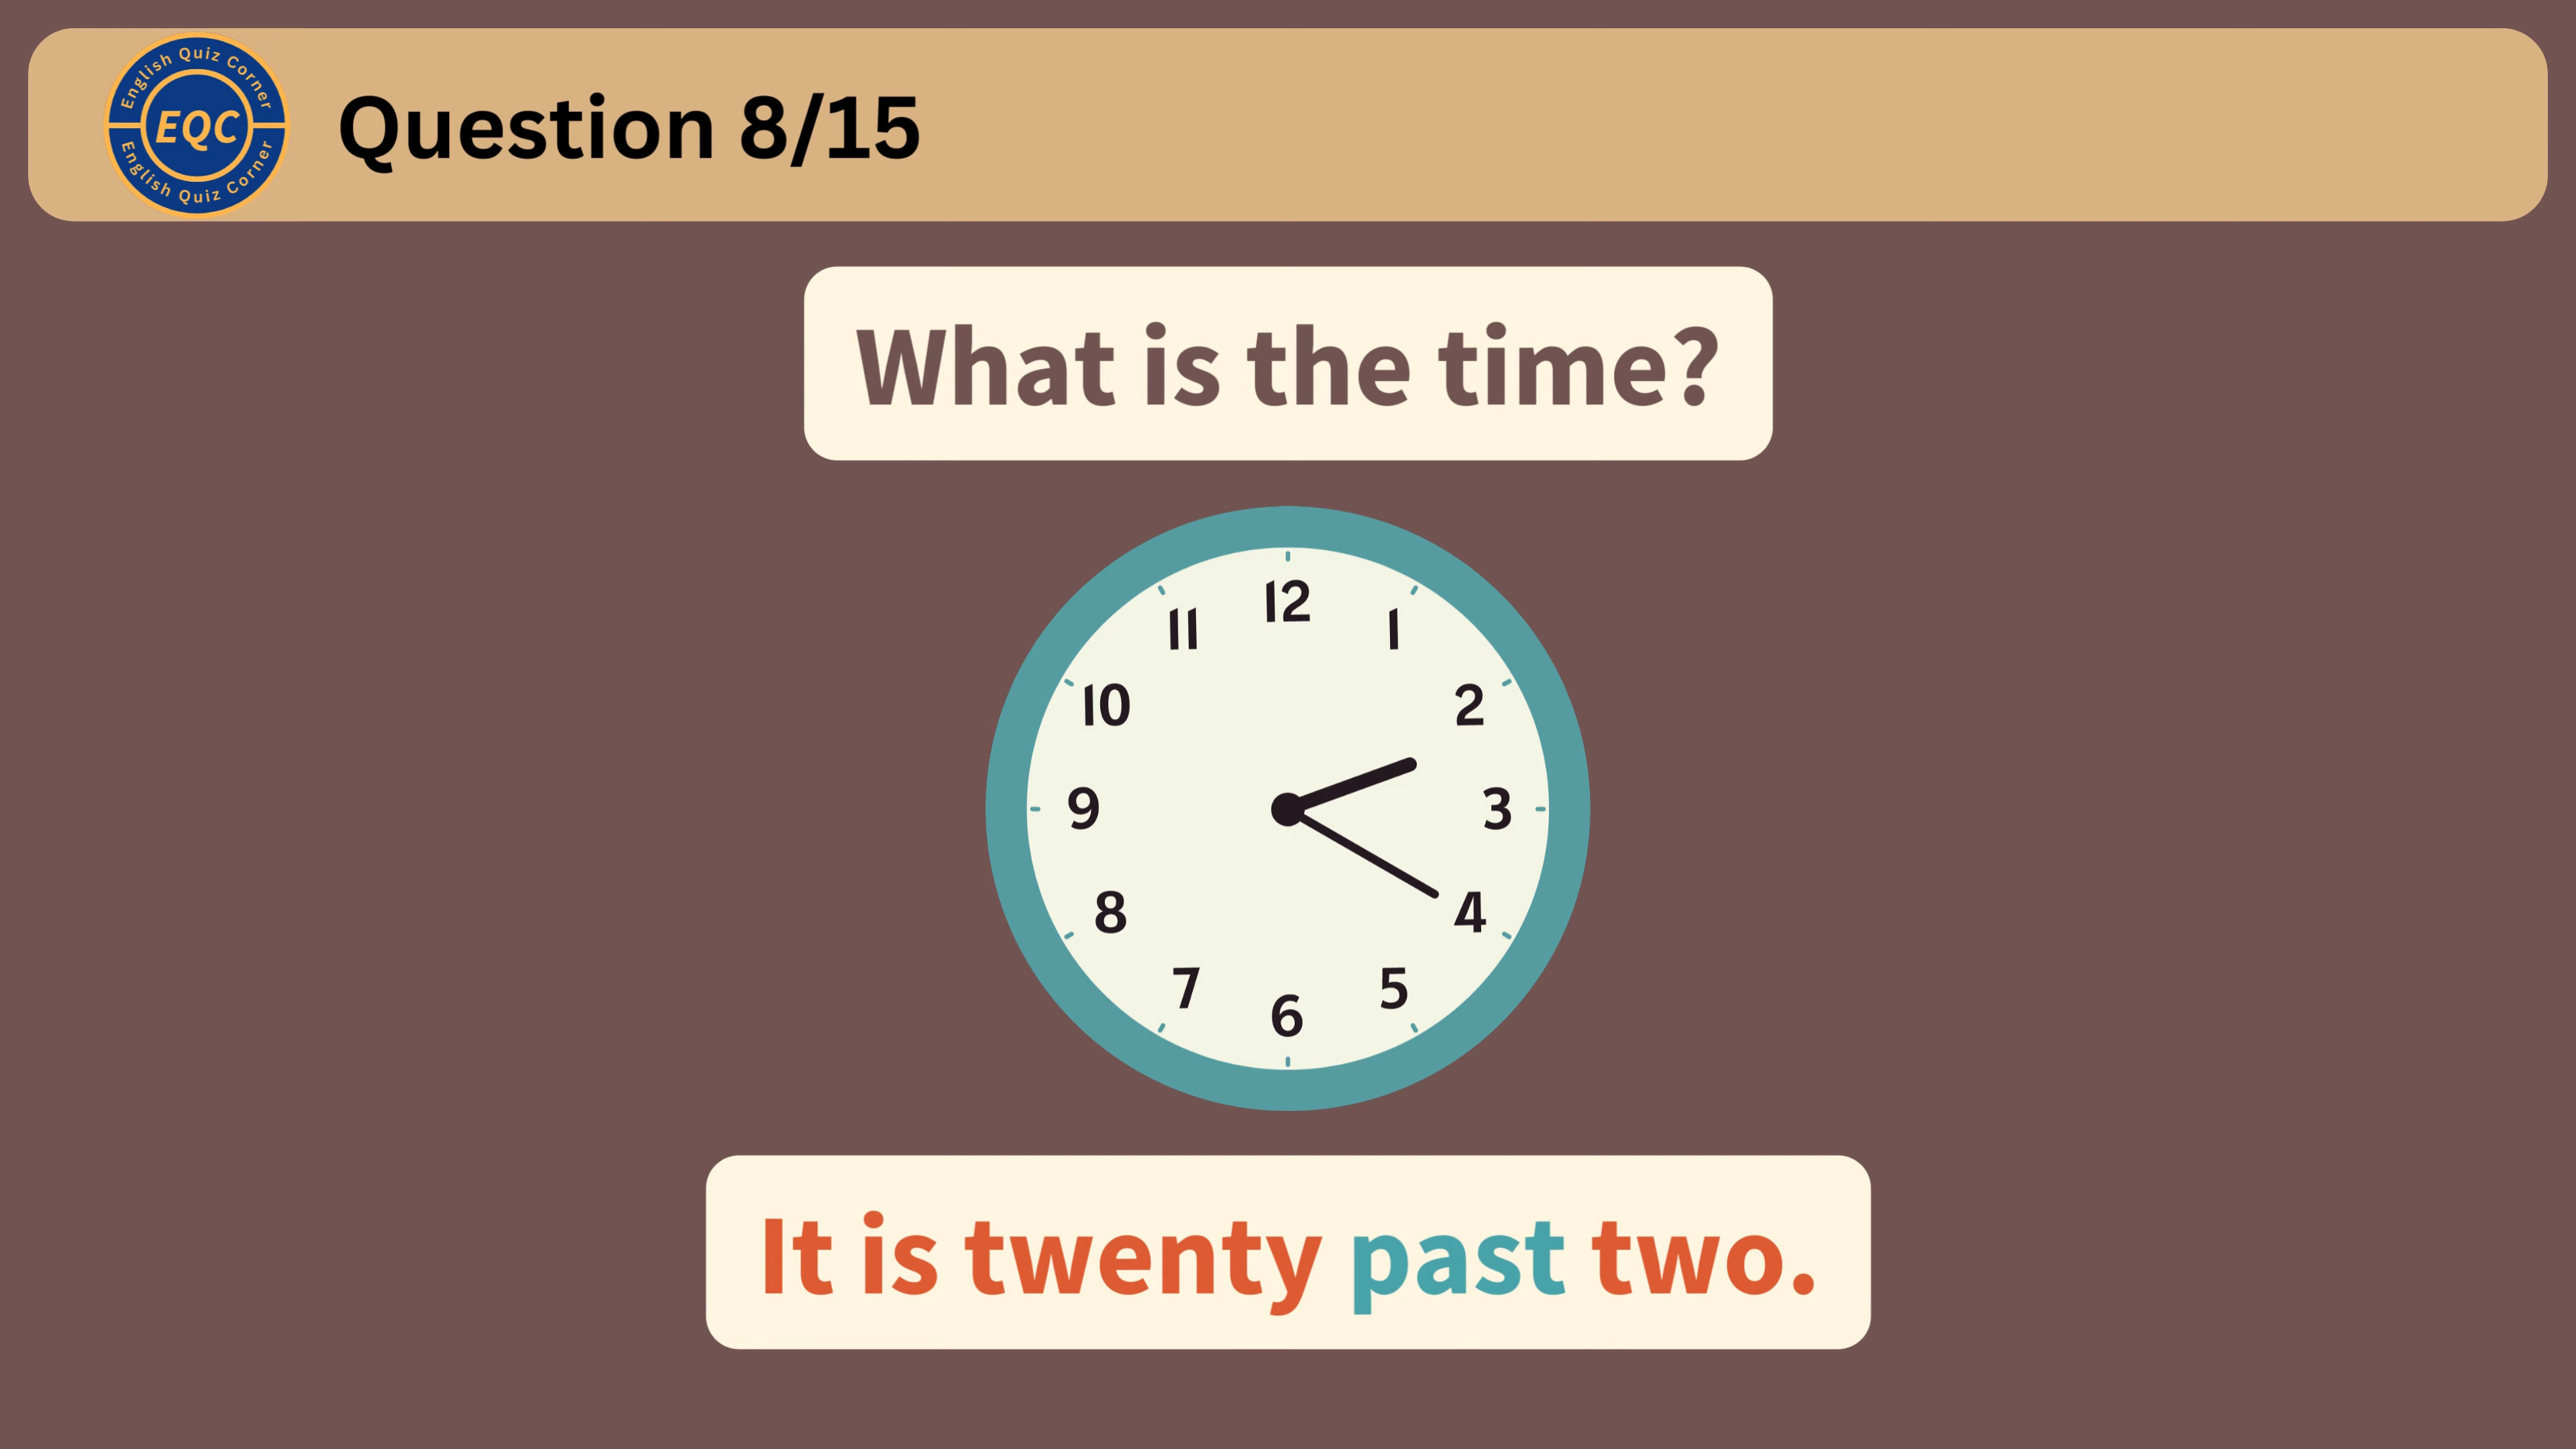 English Quiz Corner
EQC
English Quiz Corner
Question 8/15
What is the time?
12
11
1
10
2
9
3
8
4
7
5
6
It is twenty past two.